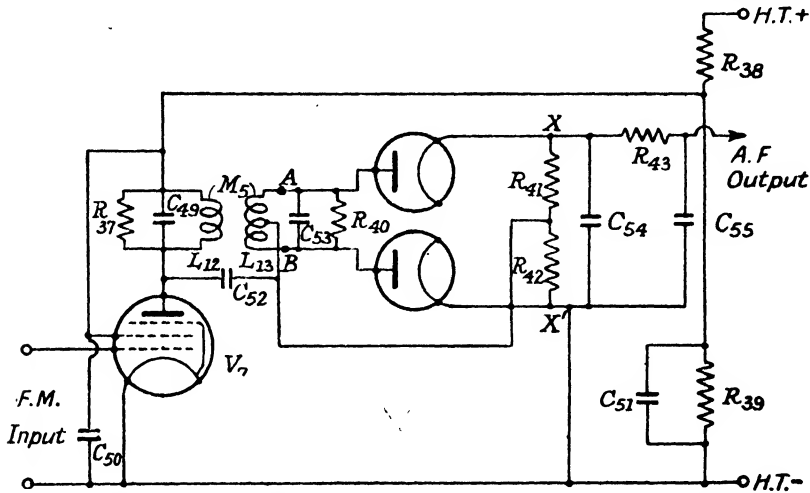 H.T.+
R38
X
R43
A.F
Output
M5
A
R41
R37
C49
C53
R40
C54
C55
L12
L13
B
R42
C52
X'
V7
F.M.
Input
C50
C51
R39
H.T.-